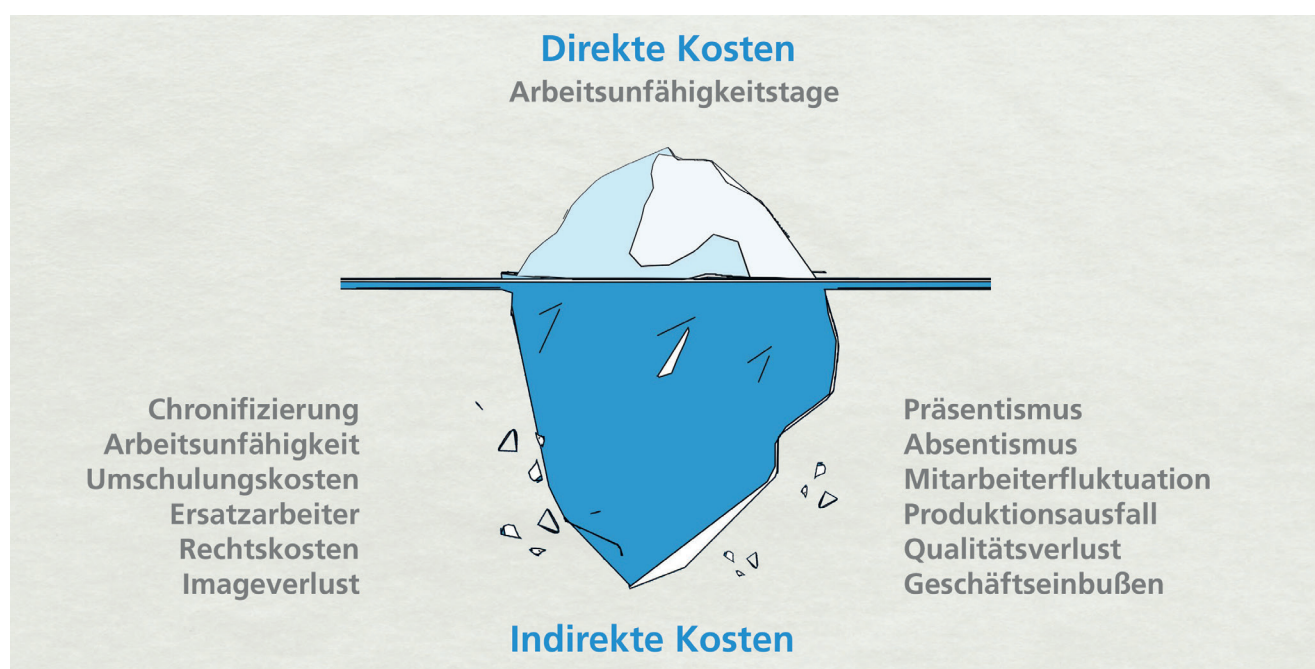 Direkte Kosten
Arbeitsunfähigkeitstage
Chronifizierung
Arbeitsunfähigkeit
Umschulungskosten
Ersatzarbeiter
Rechtskosten
Imageverlust
Präsentismus
Absentismus
Mitarbeiterfluktuation
Produktionsausfall
Qualitätsverlust
Geschäftseinbußen
Indirekte Kosten